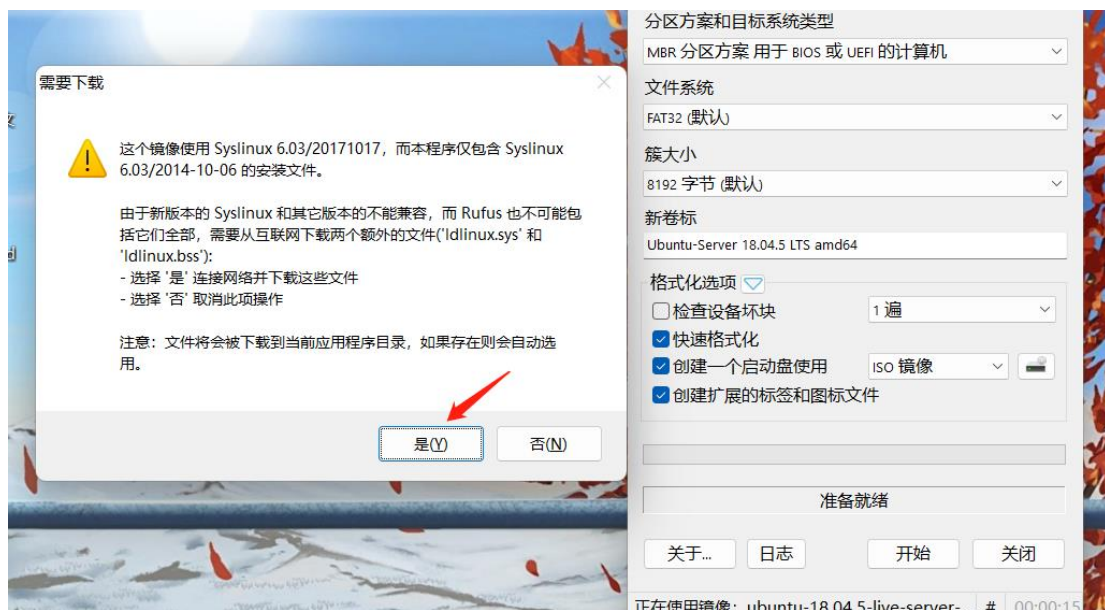 需要下载
这个镜像使用 Syslinux 6.03/20171017，而本程序仅包含 Syslinux
6.03/2014-10-06 的安装文件。
由于新版本的 Syslinux 和其它版本的不能兼容，而 Rufus 也不可能包
括它们全部，需要从互联网下载两个额外的文件('ldlinux.sys' 和
'ldlinux.bss'):
- 选择 '是' 连接网络并下载这些文件
- 选择 '否' 取消此项操作
注意：文件将会被下载到当前应用程序目录，如果存在则会自动选
用。
是(Y)
否(N)
分区方案和目标系统类型
MBR 分区方案 用于 BIOS 或 UEFI 的计算机
文件系统
FAT32 (默认)
簇大小
8192 字节 (默认)
新卷标
Ubuntu-Server 18.04.5 LTS amd64
格式化选项
检查设备坏块
1 遍
快速格式化
创建一个启动盘使用
ISO 镜像
创建扩展的标签和图标文件
准备就绪
关于...
日志
开始
关闭
正在使用镜像：ubuntu-18.04.5-live-server-
#
00:00:15